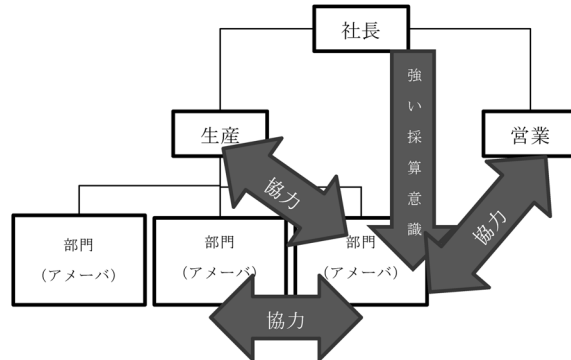 社長
強い採算意識
生産
営業
協力
協力
部門
(アメーバ)
部門
(アメーバ)
部門
(アメーバ)
協力